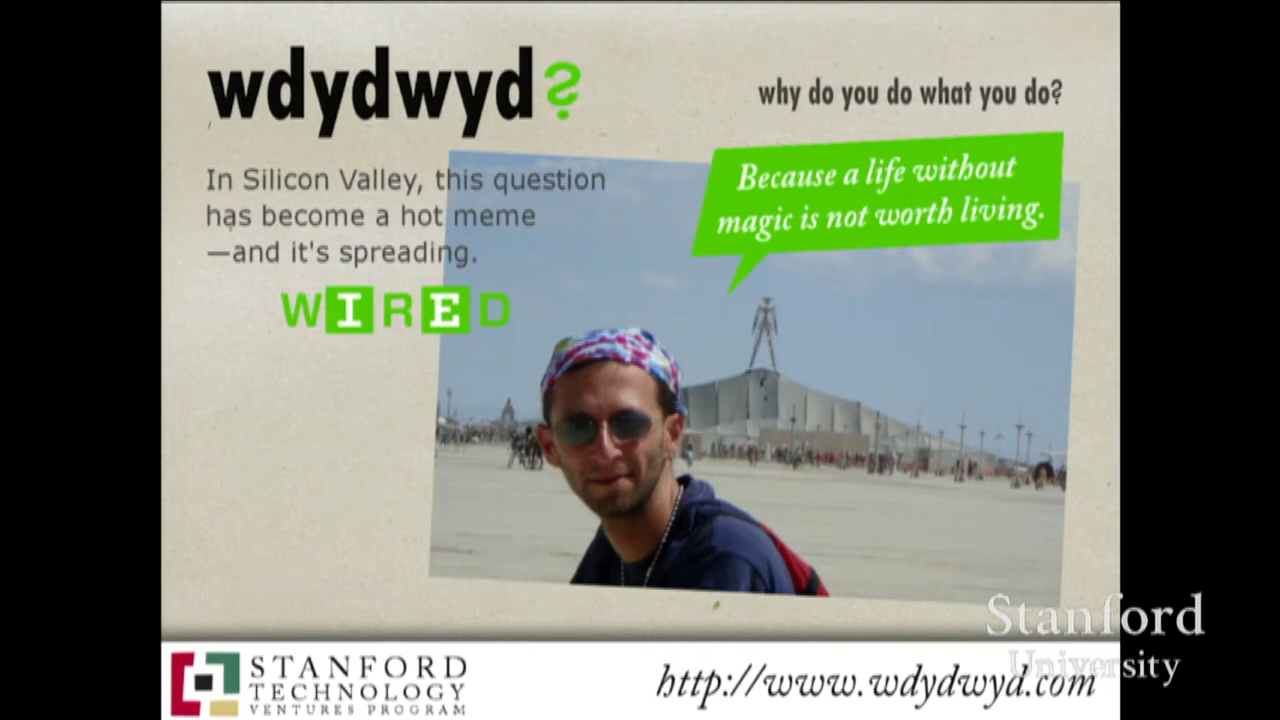 wdydwyd?
why do you do what you do?
In Silicon Valley, this question
has become a hot meme
—and it's spreading.
WIRED
Because a life without
magic is not worth living.
STANFORD
TECHNOLOGY
VENTURES PROGRAM
http://www.wdydwyd.com
Stanford
University